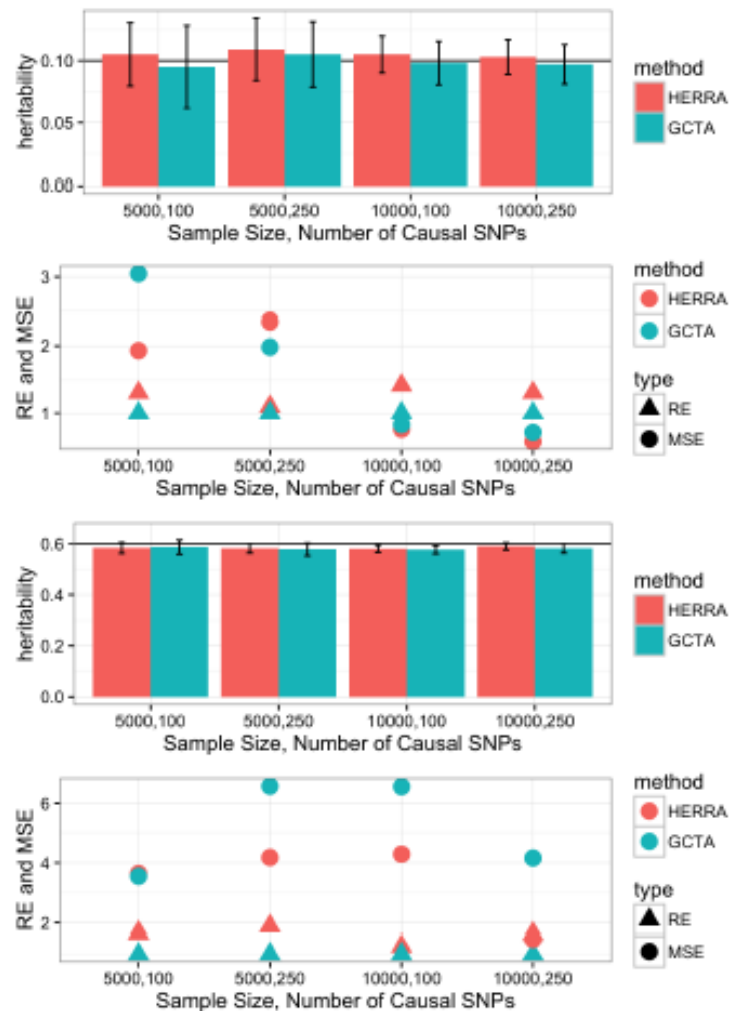 heritability
0.10
0.05
0.00
5000,100 5000,250 10000,100 10000,250
Sample Size, Number of Causal SNPs
method
HERRA
GCTA
RE and MSE
3
2
1
5000,100 5000,250 10000,100 10000,250
Sample Size, Number of Causal SNPs
method
HERRA
GCTA
type
RE
MSE
heritability
0.6
0.4
0.2
0.0
5000,100 5000,250 10000,100 10000,250
Sample Size, Number of Causal SNPs
method
HERRA
GCTA
RE and MSE
6
4
2
5000,100 5000,250 10000,100 10000,250
Sample Size, Number of Causal SNPs
method
HERRA
GCTA
type
RE
MSE